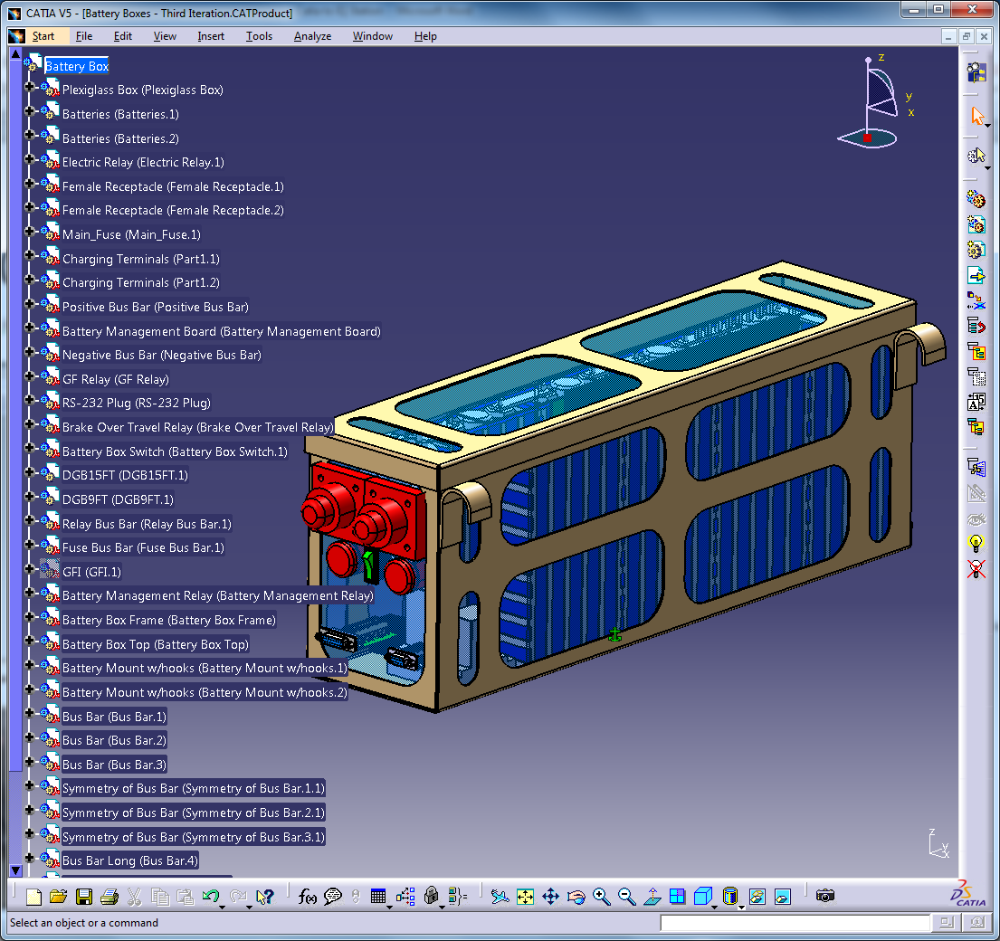 CATIA V5 - [Battery Boxes - Third Iteration.CATProduct]
Start File Edit View Insert Tools Analyze Window Help
Battery Box
Plexiglass Box (Plexiglass Box)
Batteries (Batteries.1)
Batteries (Batteries.2)
Electric Relay (Electric Relay.1)
Female Receptacle (Female Receptacle.1)
Female Receptacle (Female Receptacle.2)
Main_Fuse (Main_Fuse.1)
Charging Terminals (Part1.1)
Charging Terminals (Part1.2)
Positive Bus Bar (Positive Bus Bar)
Battery Management Board (Battery Management Board)
Negative Bus Bar (Negative Bus Bar)
GF Relay (GF Relay)
RS-232 Plug (RS-232 Plug)
Brake Over Travel Relay (Brake Over Travel Relay)
Battery Box Switch (Battery Box Switch.1)
DGB15FT (DGB15FT.1)
DGB9FT (DGB9FT.1)
Relay Bus Bar (Relay Bus Bar.1)
Fuse Bus Bar (Fuse Bus Bar.1)
GFI (GFI.1)
Battery Management Relay (Battery Management Relay)
Battery Box Frame (Battery Box Frame)
Battery Box Top (Battery Box Top)
Battery Mount w/hooks (Battery Mount w/hooks.1)
Battery Mount w/hooks (Battery Mount w/hooks.2)
Bus Bar (Bus Bar.1)
Bus Bar (Bus Bar.2)
Bus Bar (Bus Bar.3)
Symmetry of Bus Bar (Symmetry of Bus Bar.1.1)
Symmetry of Bus Bar (Symmetry of Bus Bar.2.1)
Symmetry of Bus Bar (Symmetry of Bus Bar.3.1)
Bus Bar Long (Bus Bar.4)
z
y
x
z
y
x
f(x)
DS
CATIA
Select an object or a command